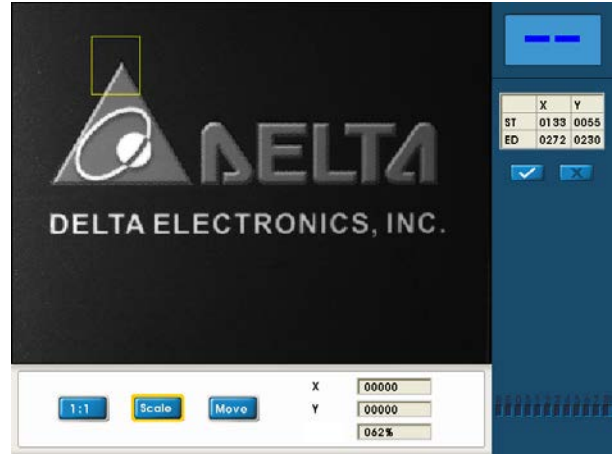 DELTA
DELTA ELECTRONICS, INC.
— —
X Y
ST 0133 0055
ED 0272 0230
1:1 Scale Move
X 00000
Y 00000
062%